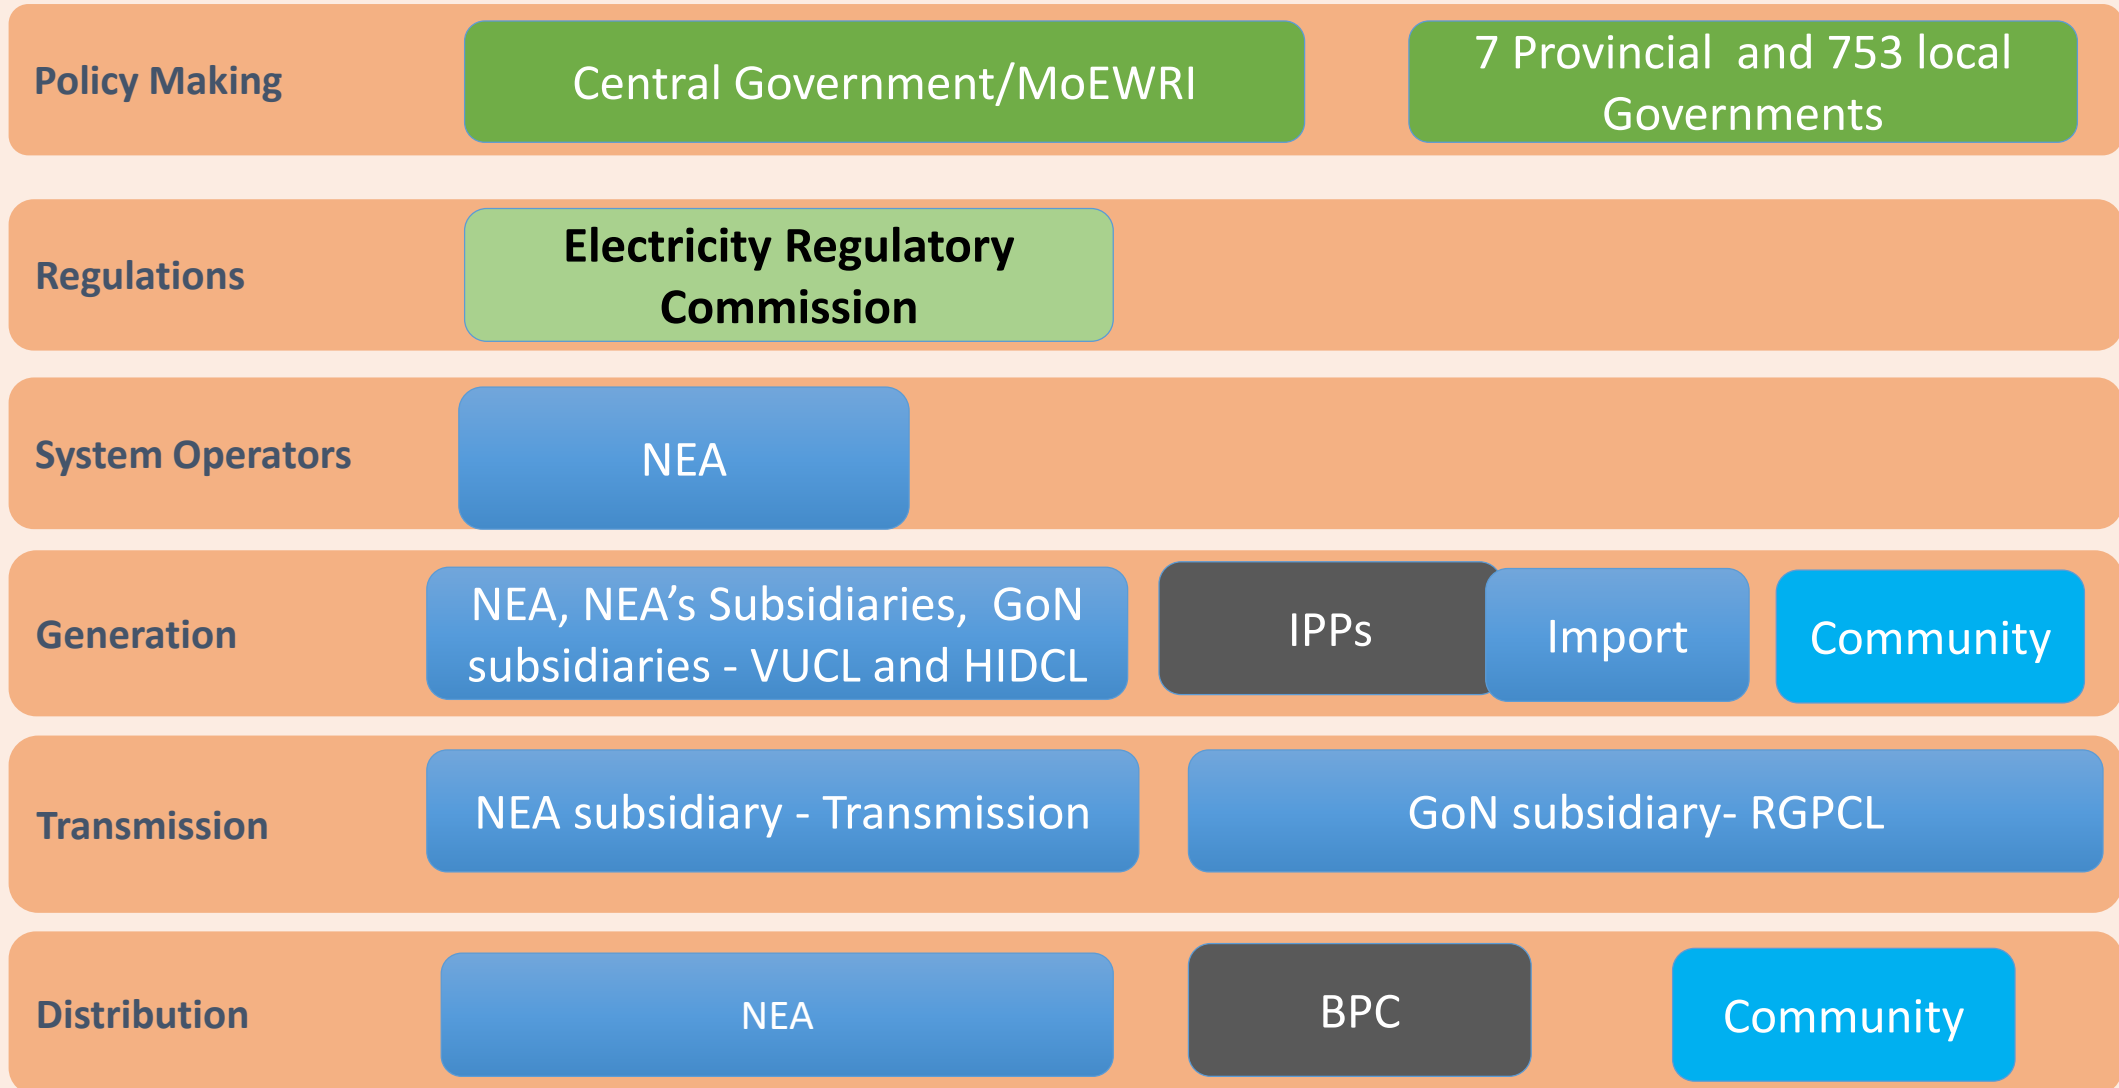 Policy Making
Central Government/MoEWRI
7 Provincial and 753 local
Governments
Regulations
Electricity Regulatory
Commission
System Operators
NEA
Generation
NEA, NEA’s Subsidiaries, GoN
subsidiaries - VUCL and HIDCL
IPPs
Import
Community
Transmission
NEA subsidiary - Transmission
GoN subsidiary- RGPCL
Distribution
NEA
BPC
Community